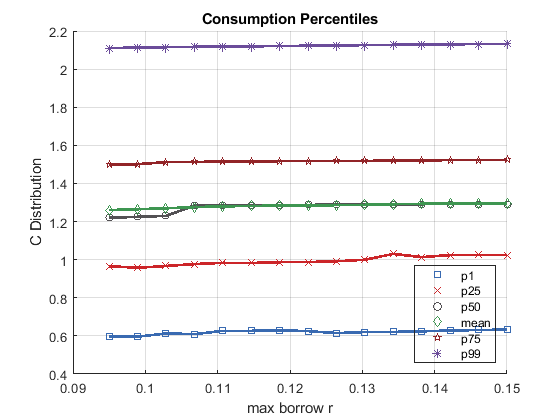 Consumption Percentiles
C Distribution
2.2
2
1.8
1.6
1.4
1.2
1
0.8
0.6
0.4
0.09
0.1
0.11
0.12
0.13
0.14
0.15
max borrow r
p1
p25
p50
mean
p75
p99